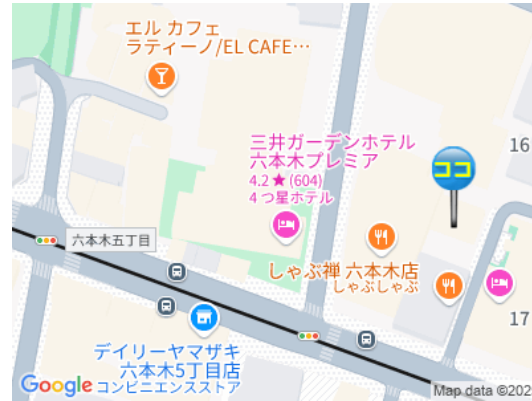 エル カフェ
ラティーノ/EL CAFE…
三井ガーデンホテル
六本木プレミア
4.2★(604)
4 つ星ホテル
16
ココ
六本木五丁目
しゃぶ禅 六本木店
しゃぶしゃぶ
17
デイリーヤマザキ
六本木5丁目店
コンビニエンスストア
Google
Map data ©202